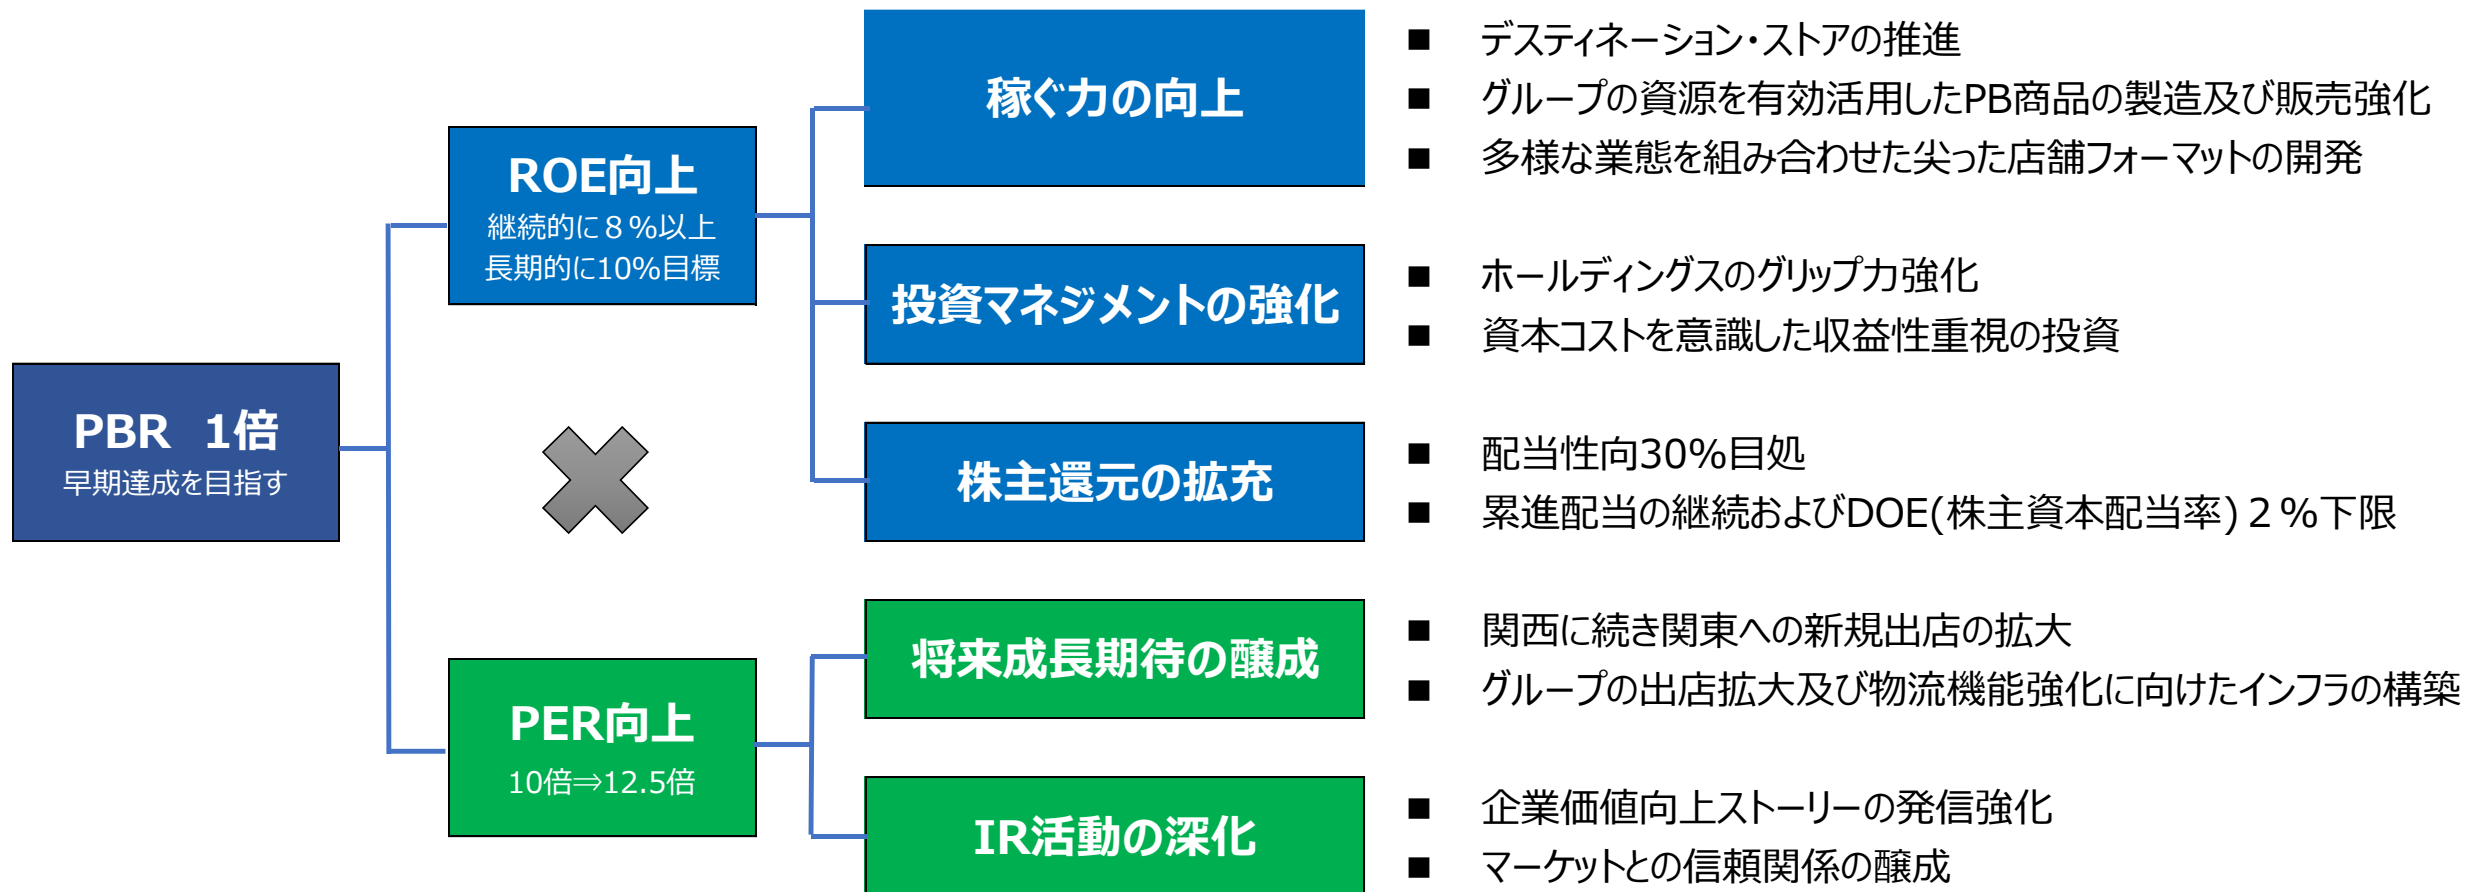 PBR 1倍
早期達成を目指す
ROE向上
継続的に８%以上
長期的に10%目標
稼ぐ力の向上
■ デスティネーション・ストアの推進
■ グループの資源を有効活用したPB商品の製造及び販売強化
■ 多様な業態を組み合わせた尖った店舗フォーマットの開発
投資マネジメントの強化
■ ホールディングスのグリップ力強化
■ 資本コストを意識した収益性重視の投資
株主還元の拡充
■ 配当性向30%目処
■ 累進配当の継続およびDOE(株主資本配当率)２%下限
PER向上
10倍⇒12.5倍
将来成長期待の醸成
■ 関西に続き関東への新規出店の拡大
■ グループの出店拡大及び物流機能強化に向けたインフラの構築
IR活動の深化
■ 企業価値向上ストーリーの発信強化
■ マーケットとの信頼関係の醸成